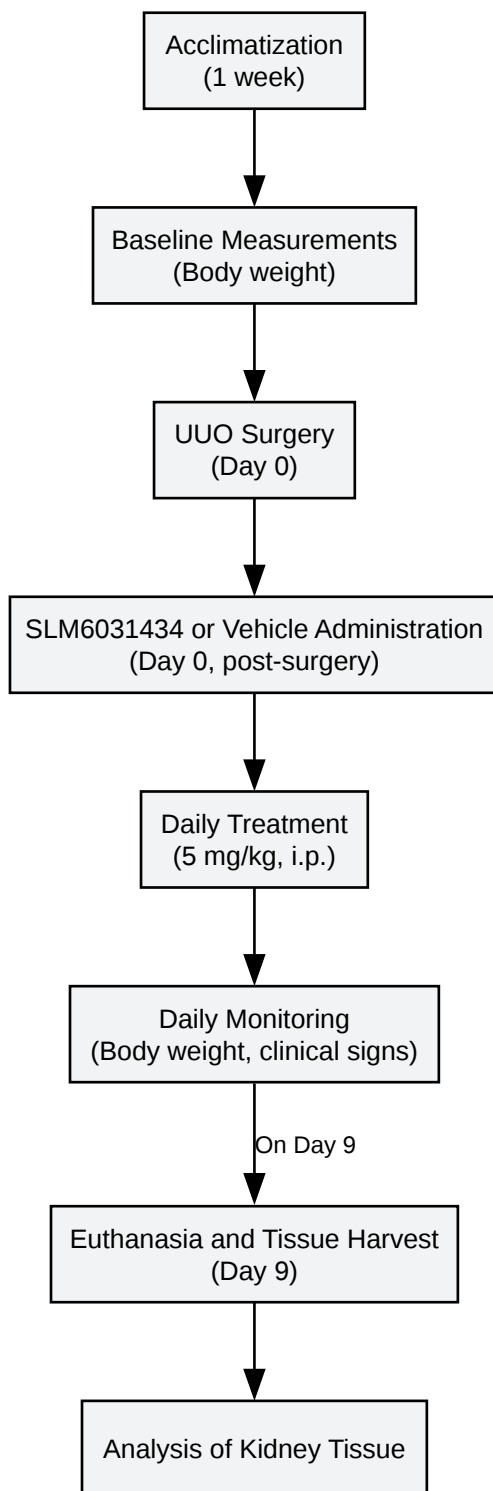 Acclimatization
(1 week)
Baseline Measurements
(Body weight)
UUO Surgery
(Day 0)
SLM6031434 or Vehicle Administration
(Day 0, post-surgery)
Daily Treatment
(5 mg/kg, i.p.)
Daily Monitoring
(Body weight, clinical signs)
On Day 9
Euthanasia and Tissue Harvest
(Day 9)
Analysis of Kidney Tissue